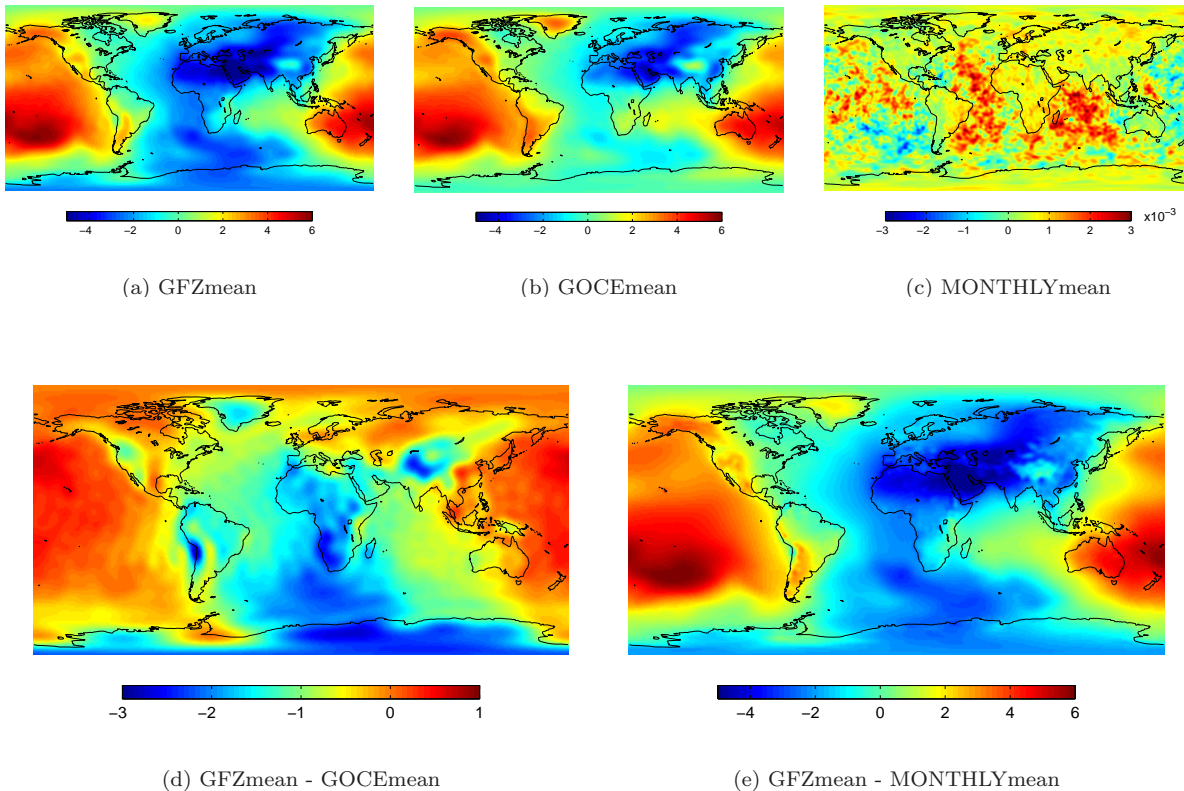 −4 −2 0 2 4 6
−4 −2 0 2 4 6
−3 −2 −1 0 1 2 3 x10⁻³
(a) GFZmean
(b) GOCEmean
(c) MONTHLYmean
−3 −2 −1 0 1
−4 −2 0 2 4 6
(d) GFZmean - GOCEmean
(e) GFZmean - MONTHLYmean